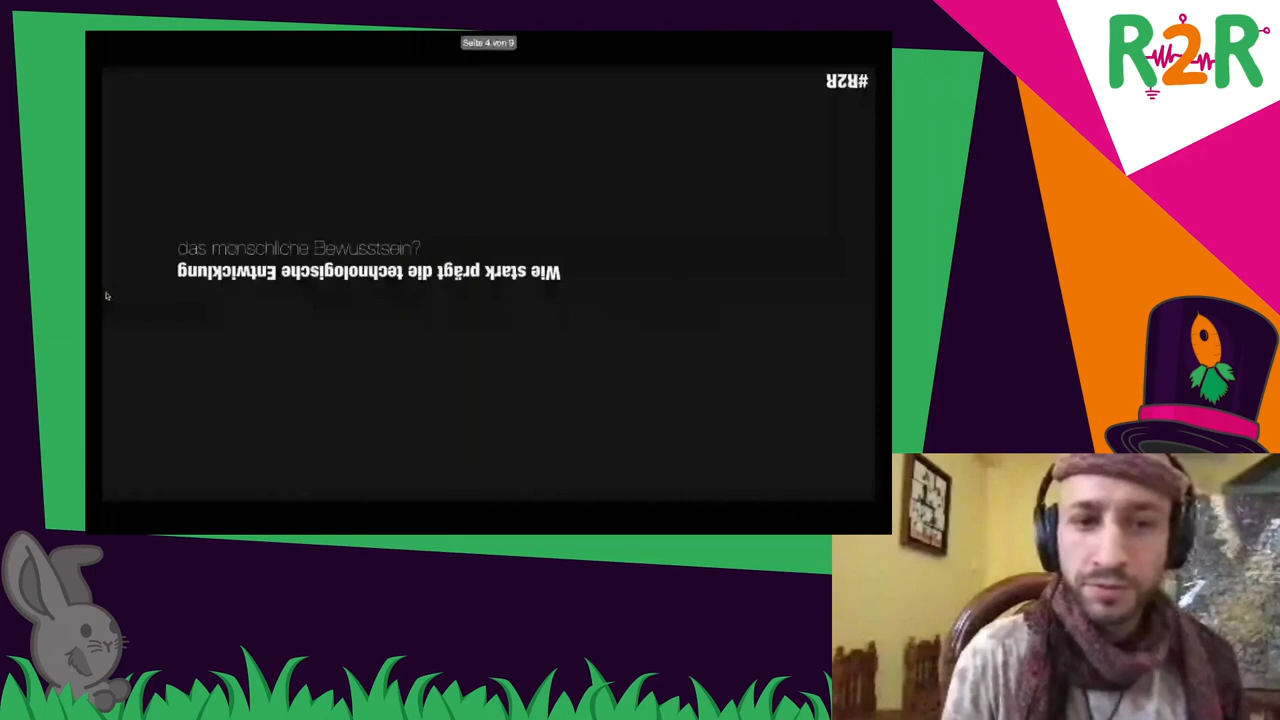 Seite 4 von 9
#R2R
das menschliche Bewusstsein?
Wie stark prägt die technologische Entwicklung
R2R